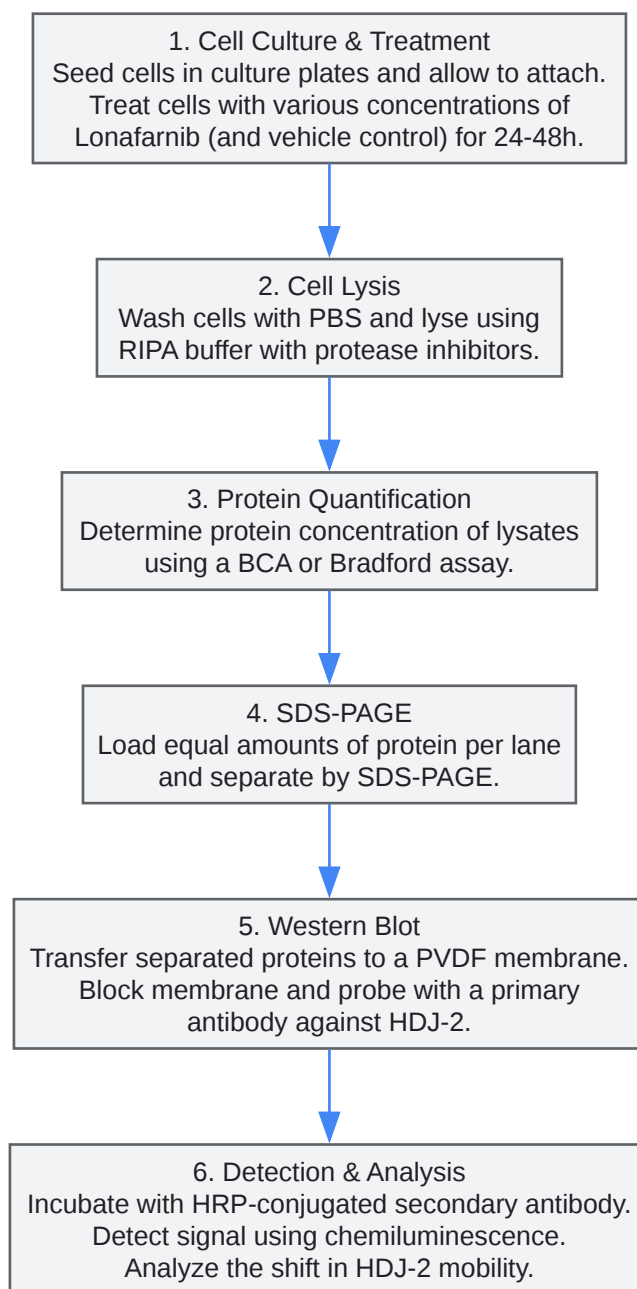 1. Cell Culture & Treatment
Seed cells in culture plates and allow to attach.
Treat cells with various concentrations of
Lonafarnib (and vehicle control) for 24-48h.
2. Cell Lysis
Wash cells with PBS and lyse using
RIPA buffer with protease inhibitors.
3. Protein Quantification
Determine protein concentration of lysates
using a BCA or Bradford assay.
4. SDS-PAGE
Load equal amounts of protein per lane
and separate by SDS-PAGE.
5. Western Blot
Transfer separated proteins to a PVDF membrane.
Block membrane and probe with a primary
antibody against HDJ-2.
6. Detection & Analysis
Incubate with HRP-conjugated secondary antibody.
Detect signal using chemiluminescence.
Analyze the shift in HDJ-2 mobility.